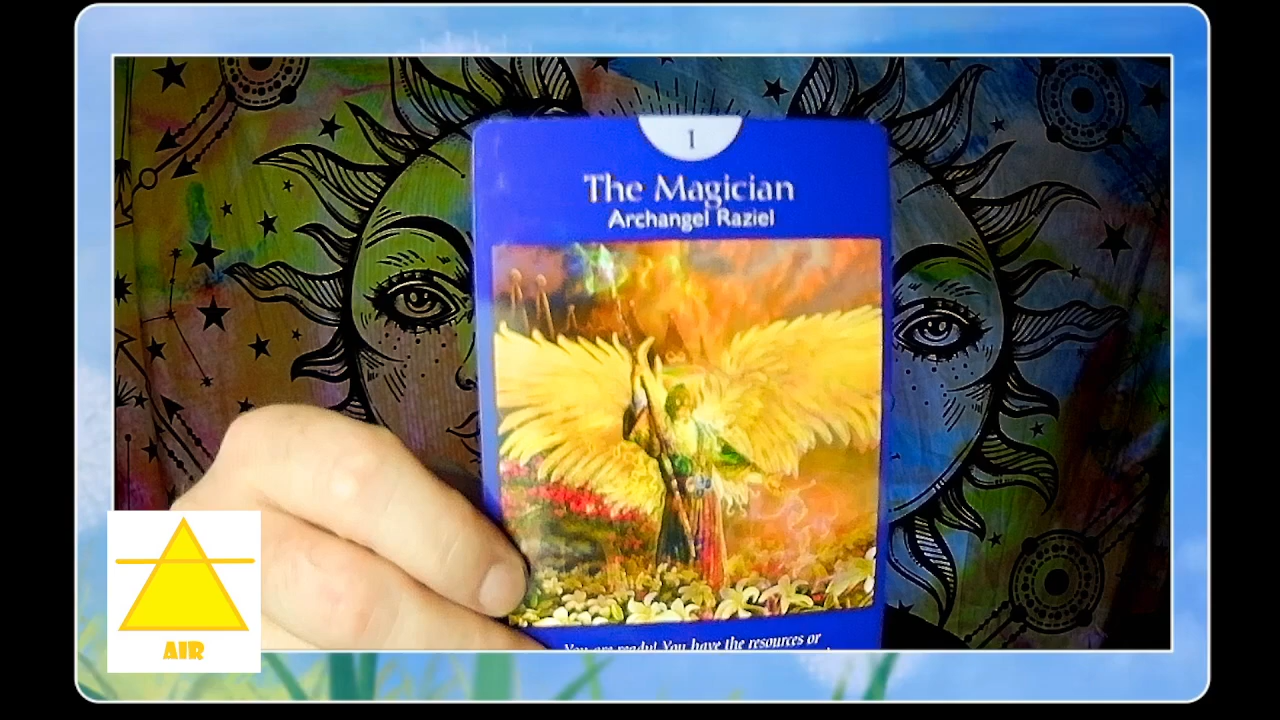 1
The Magician
Archangel Raziel
You are ready! You have the resources or
AIR